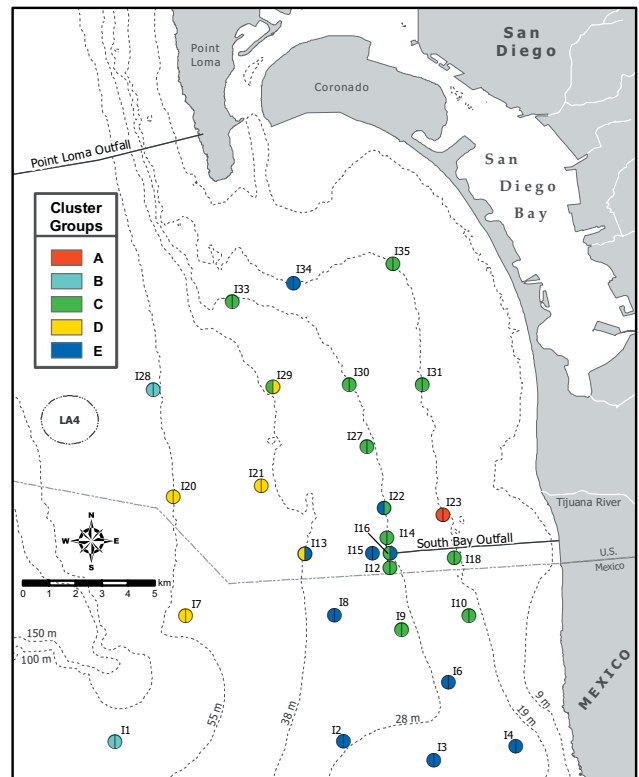 San
Diego
Point
Loma
Coronado
Point Loma Outfall
San
Diego
Bay
Cluster
Groups
A
B
C
D
E
I35
I34
I33
I28
I29
I30
I31
LA4
I27
I21
I20
I22
I23
Tijuana River
N
W E
S
I16
I14
South Bay Outfall
I13
I15
I18
U.S.
Mexico
I12
0 1 2 3 4 5
km
I7
I8
I9
I10
150 m
100 m
I6
MEXICO
55 m
38 m
28 m
19 m
9 m
I1
I2
I3
I4